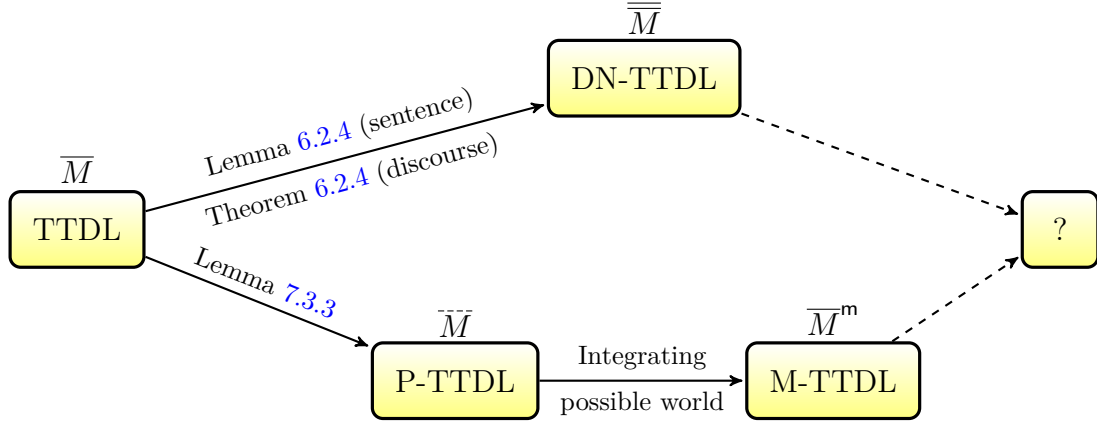 M
DN-TTDL
Lemma 6.2.4 (sentence)
Theorem 6.2.4 (discourse)
M
TTDL
?
Lemma 7.3.3
M
P-TTDL
Integrating
possible world
M^m
M-TTDL